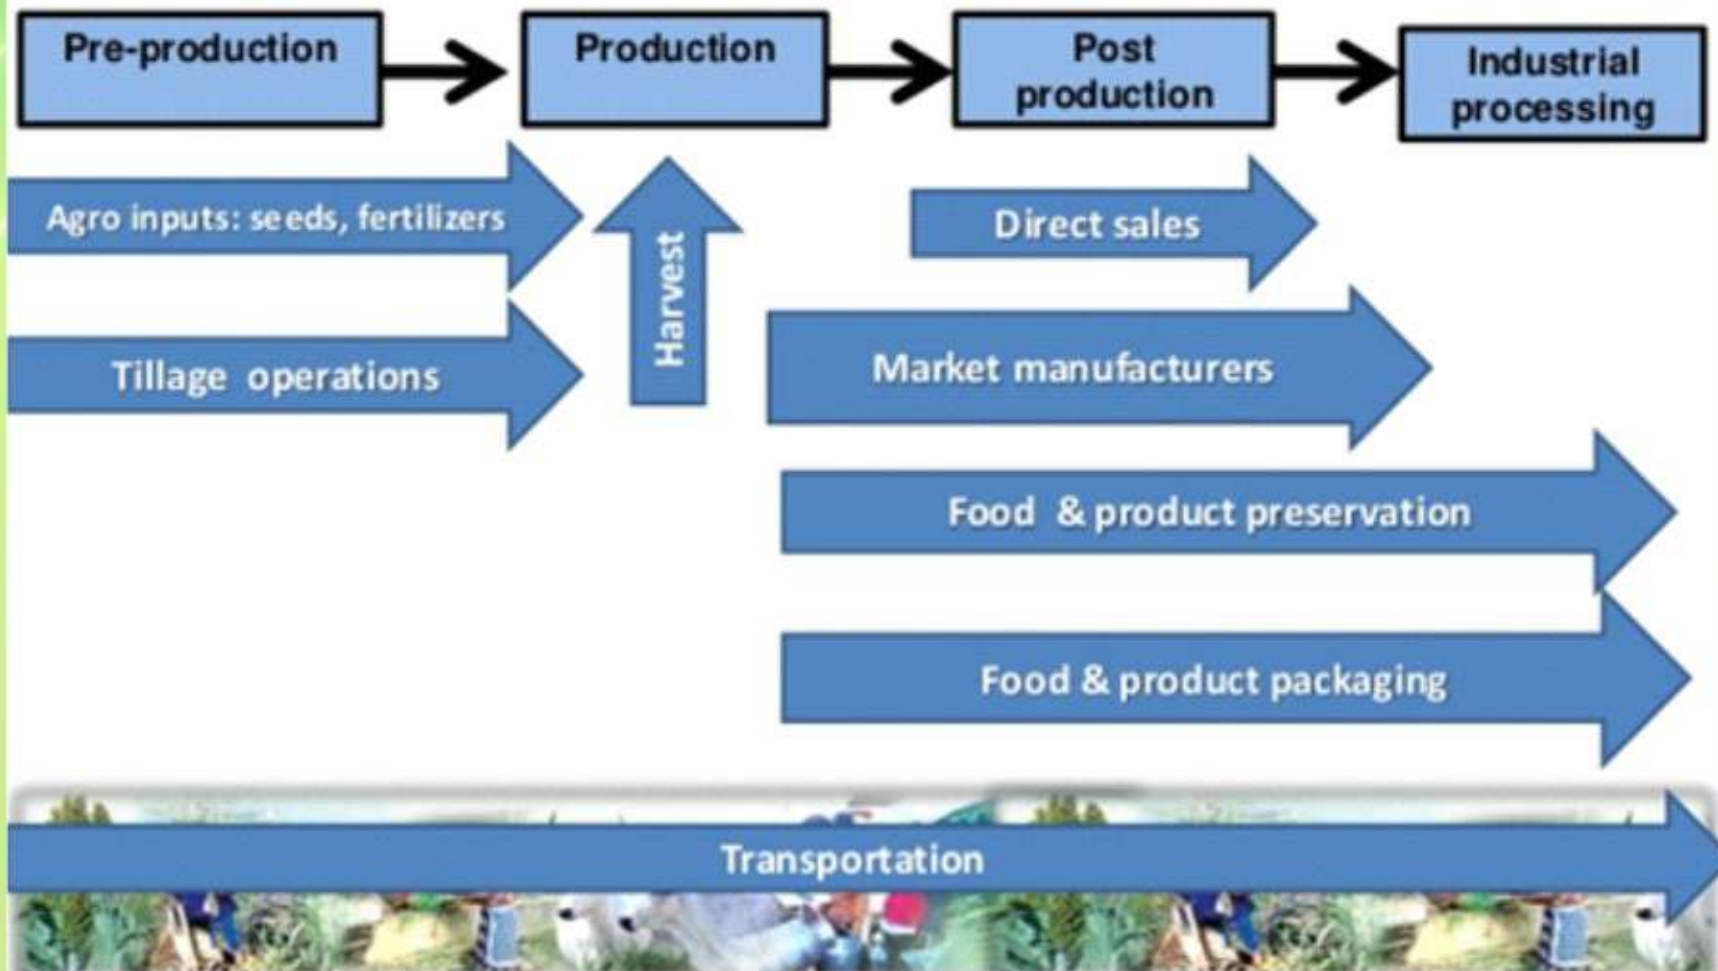 Pre-production
Production
Post
production
Industrial
processing
Agro inputs: seeds, fertilizers
Harvest
Direct sales
Tillage operations
Market manufacturers
Food & product preservation
Food & product packaging
Transportation